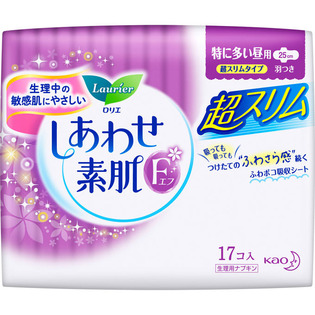 生理中の
敏感肌にやさしい
Laurier
ロリエ
しあわせ
素肌
F
エフ
特に多い昼用
25cm
超スリムタイプ
羽つき
超スリム
吸っても
吸っても
つけたての"ふわさら感"続く
ふわポコ吸収シート
17コ入
生理用ナプキン
Kao